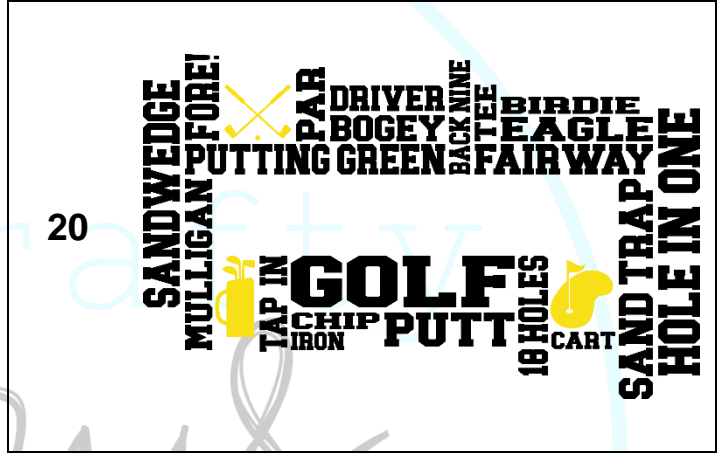 20
SANDWEDGE
FORE!
MULLIGAN
PAR
DRIVER
BOGEY
BACK NINE
TEE
BIRDIE
EAGLE
PUTTING GREEN
FAIRWAY
TAP IN
GOLF
CHIP
IRON
PUTT
18 HOLES
CART
SAND TRAP
HOLE IN ONE